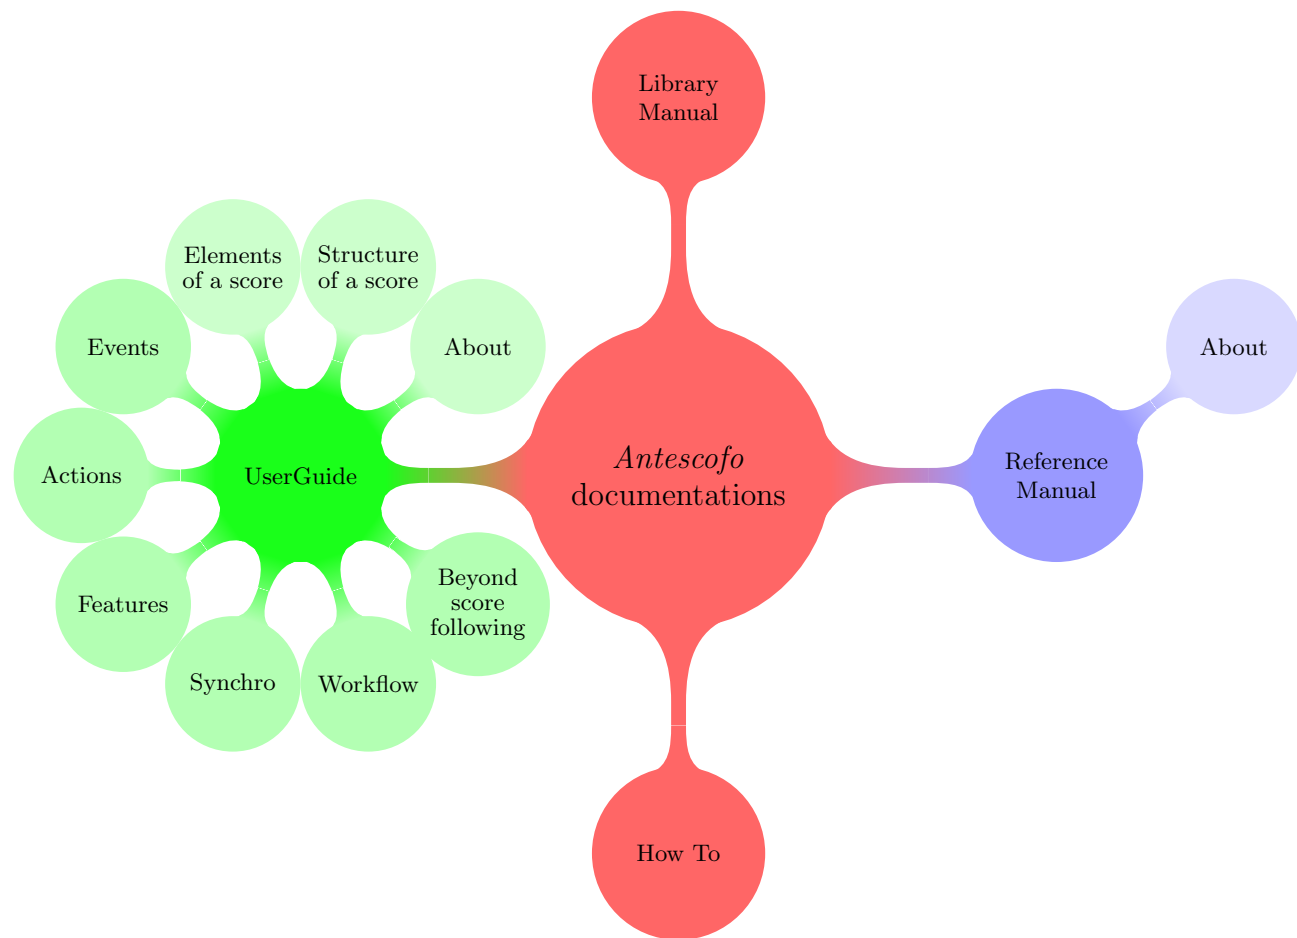 Library
Manual
Elements
of a score
Structure
of a score
About
Events
Actions
UserGuide
Features
Synchro
Workflow
Beyond
score
following
Antescofo
documentations
Reference
Manual
About
How To